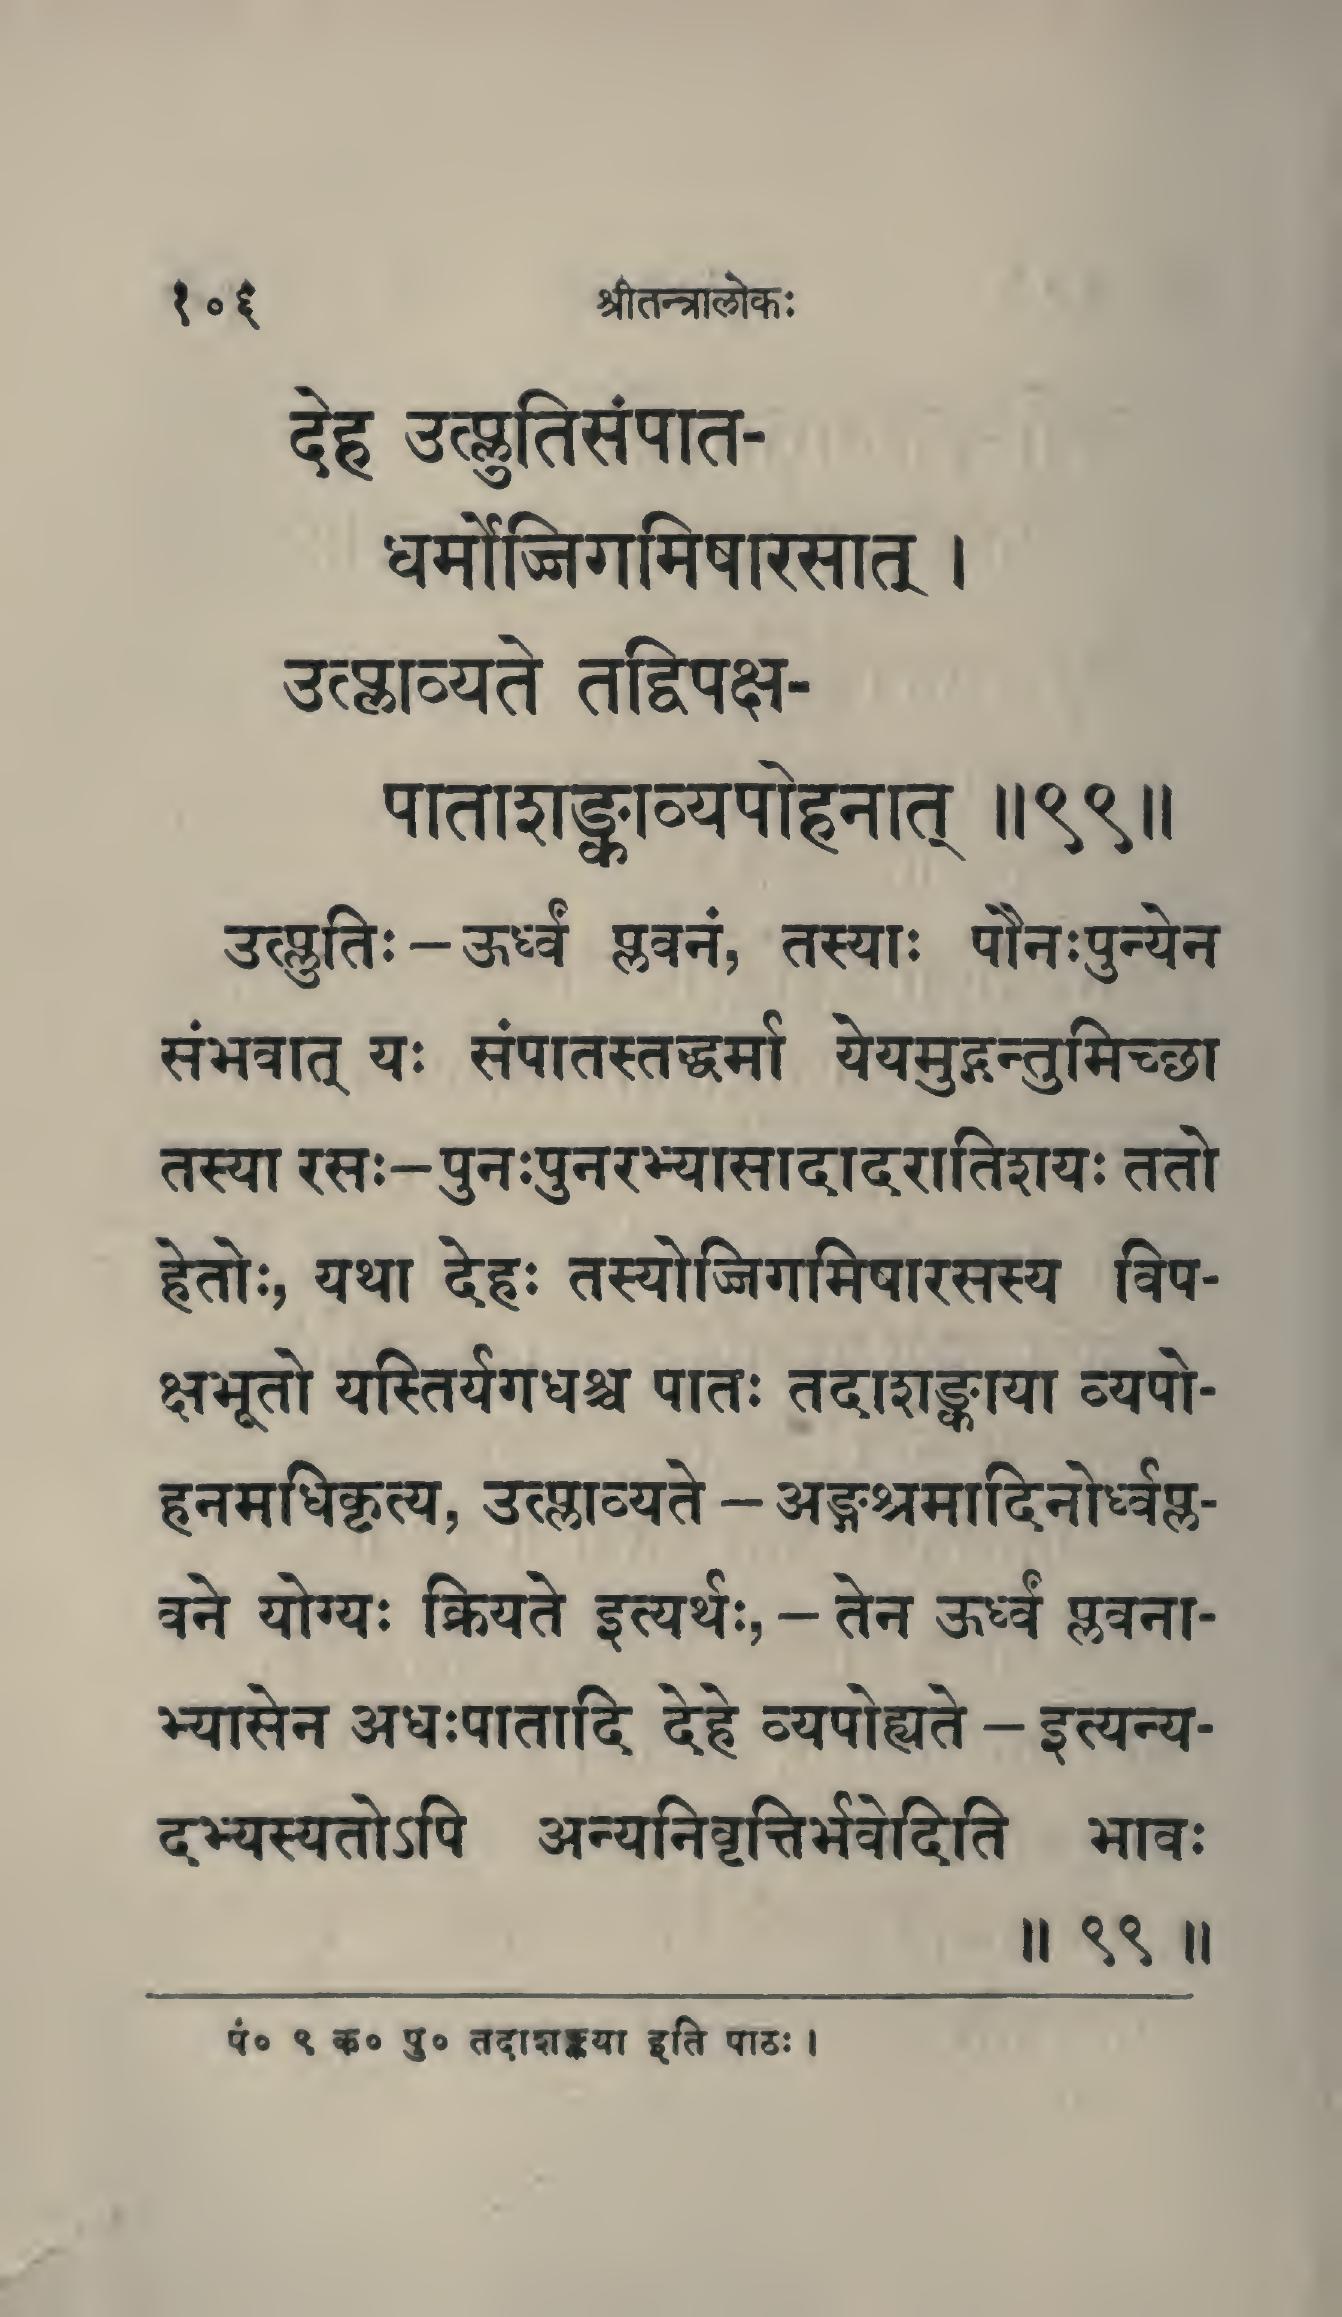 १०६ श्रीतन्त्रालोकः
देह उत्प्लुतिसंपात-
धर्मोज्जिगमिषारसात् ।
उत्प्लाव्यते तद्विपक्ष-
पाताशङ्काव्यपोहनात् ॥९९॥
उत्प्लुतिः—ऊर्ध्वं प्लवनं, तस्याः पौनःपुन्येन
संभवात् यः संपातस्तद्धर्मा येयमुद्गन्तुमिच्छा
तस्या रसः—पुनःपुनरभ्यासादादरातिशयः ततो
हेतोः, यथा देहः तस्योज्जिगमिषारसस्य विप-
क्षभूतो यस्तिर्यगधश्च पातः तदाशङ्काया व्यपो-
हनमधिकृत्य, उत्प्लाव्यते—अङ्गश्रमादिनोर्ध्वप्ल-
वने योग्यः क्रियते इत्यर्थः,—तेन ऊर्ध्वं प्लवना-
भ्यासेन अधःपातादि देहे व्यपोह्यते—इत्यन्य-
दभ्यस्यतोऽपि अन्यनिवृत्तिर्भवेदिति भावः
॥ ९९ ॥
पं० ९ क० पु० तदाशङ्कया इति पाठः ।